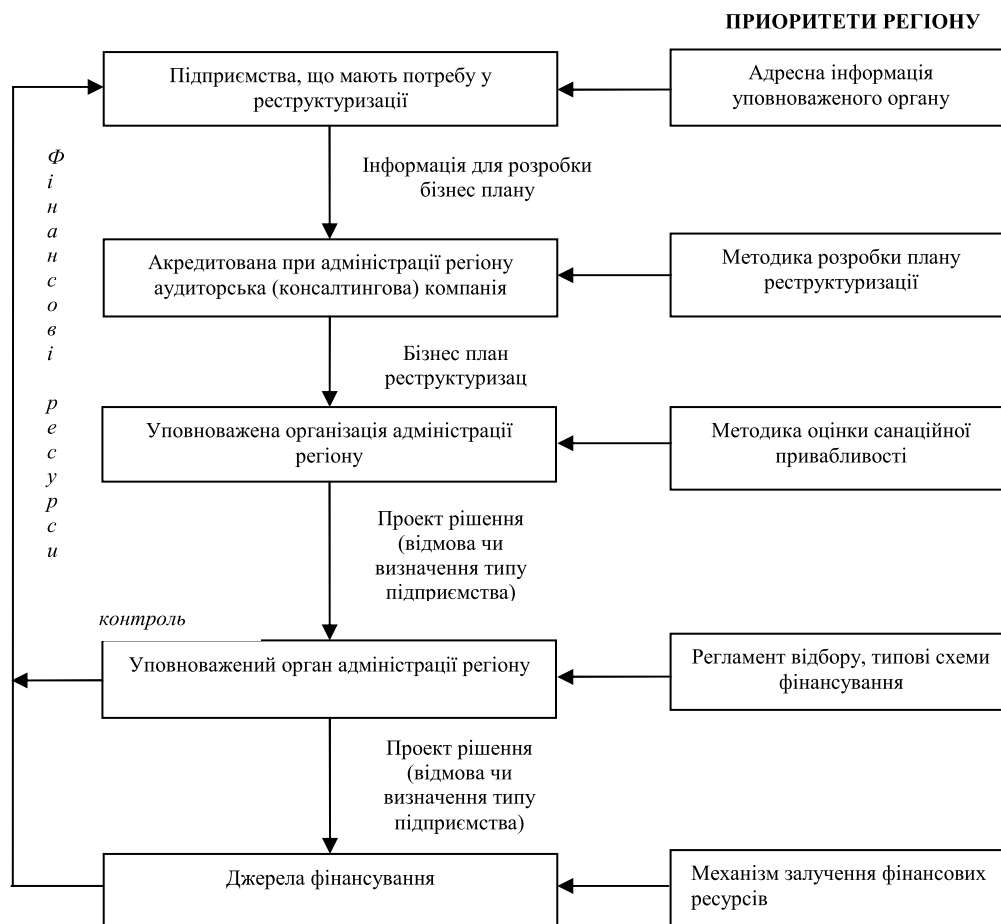 ПРИОРИТЕТИ РЕГІОНУ
Підприємства, що мають потребу у
реструктуризації
Адресна інформація
уповноваженого органу
Фінансові ресурси
Інформація для розробки
бізнес плану
Акредитована при адміністрації регіону
аудиторська (консалтингова) компанія
Методика розробки плану
реструктуризації
Бізнес план
реструктуризац
Уповноважена організація адміністрації
регіону
Методика оцінки санаційної
привабливості
Проект рішення
(відмова чи
визначення типу
підприємства)
контроль
Уповноважений орган адміністрації регіону
Регламент відбору, типові схеми
фінансування
Проект рішення
(відмова чи
визначення типу
підприємства)
Джерела фінансування
Механізм залучення фінансових
ресурсів